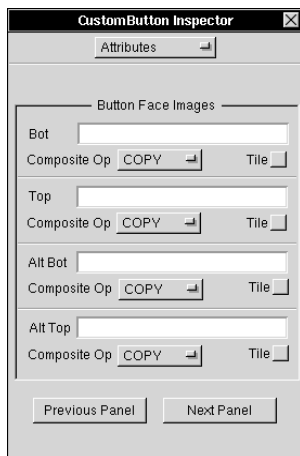 CustomButton Inspector
Attributes
Button Face Images
Bot
Composite Op COPY Tile
Top
Composite Op COPY Tile
Alt Bot
Composite Op COPY Tile
Alt Top
Composite Op COPY Tile
Previous Panel Next Panel